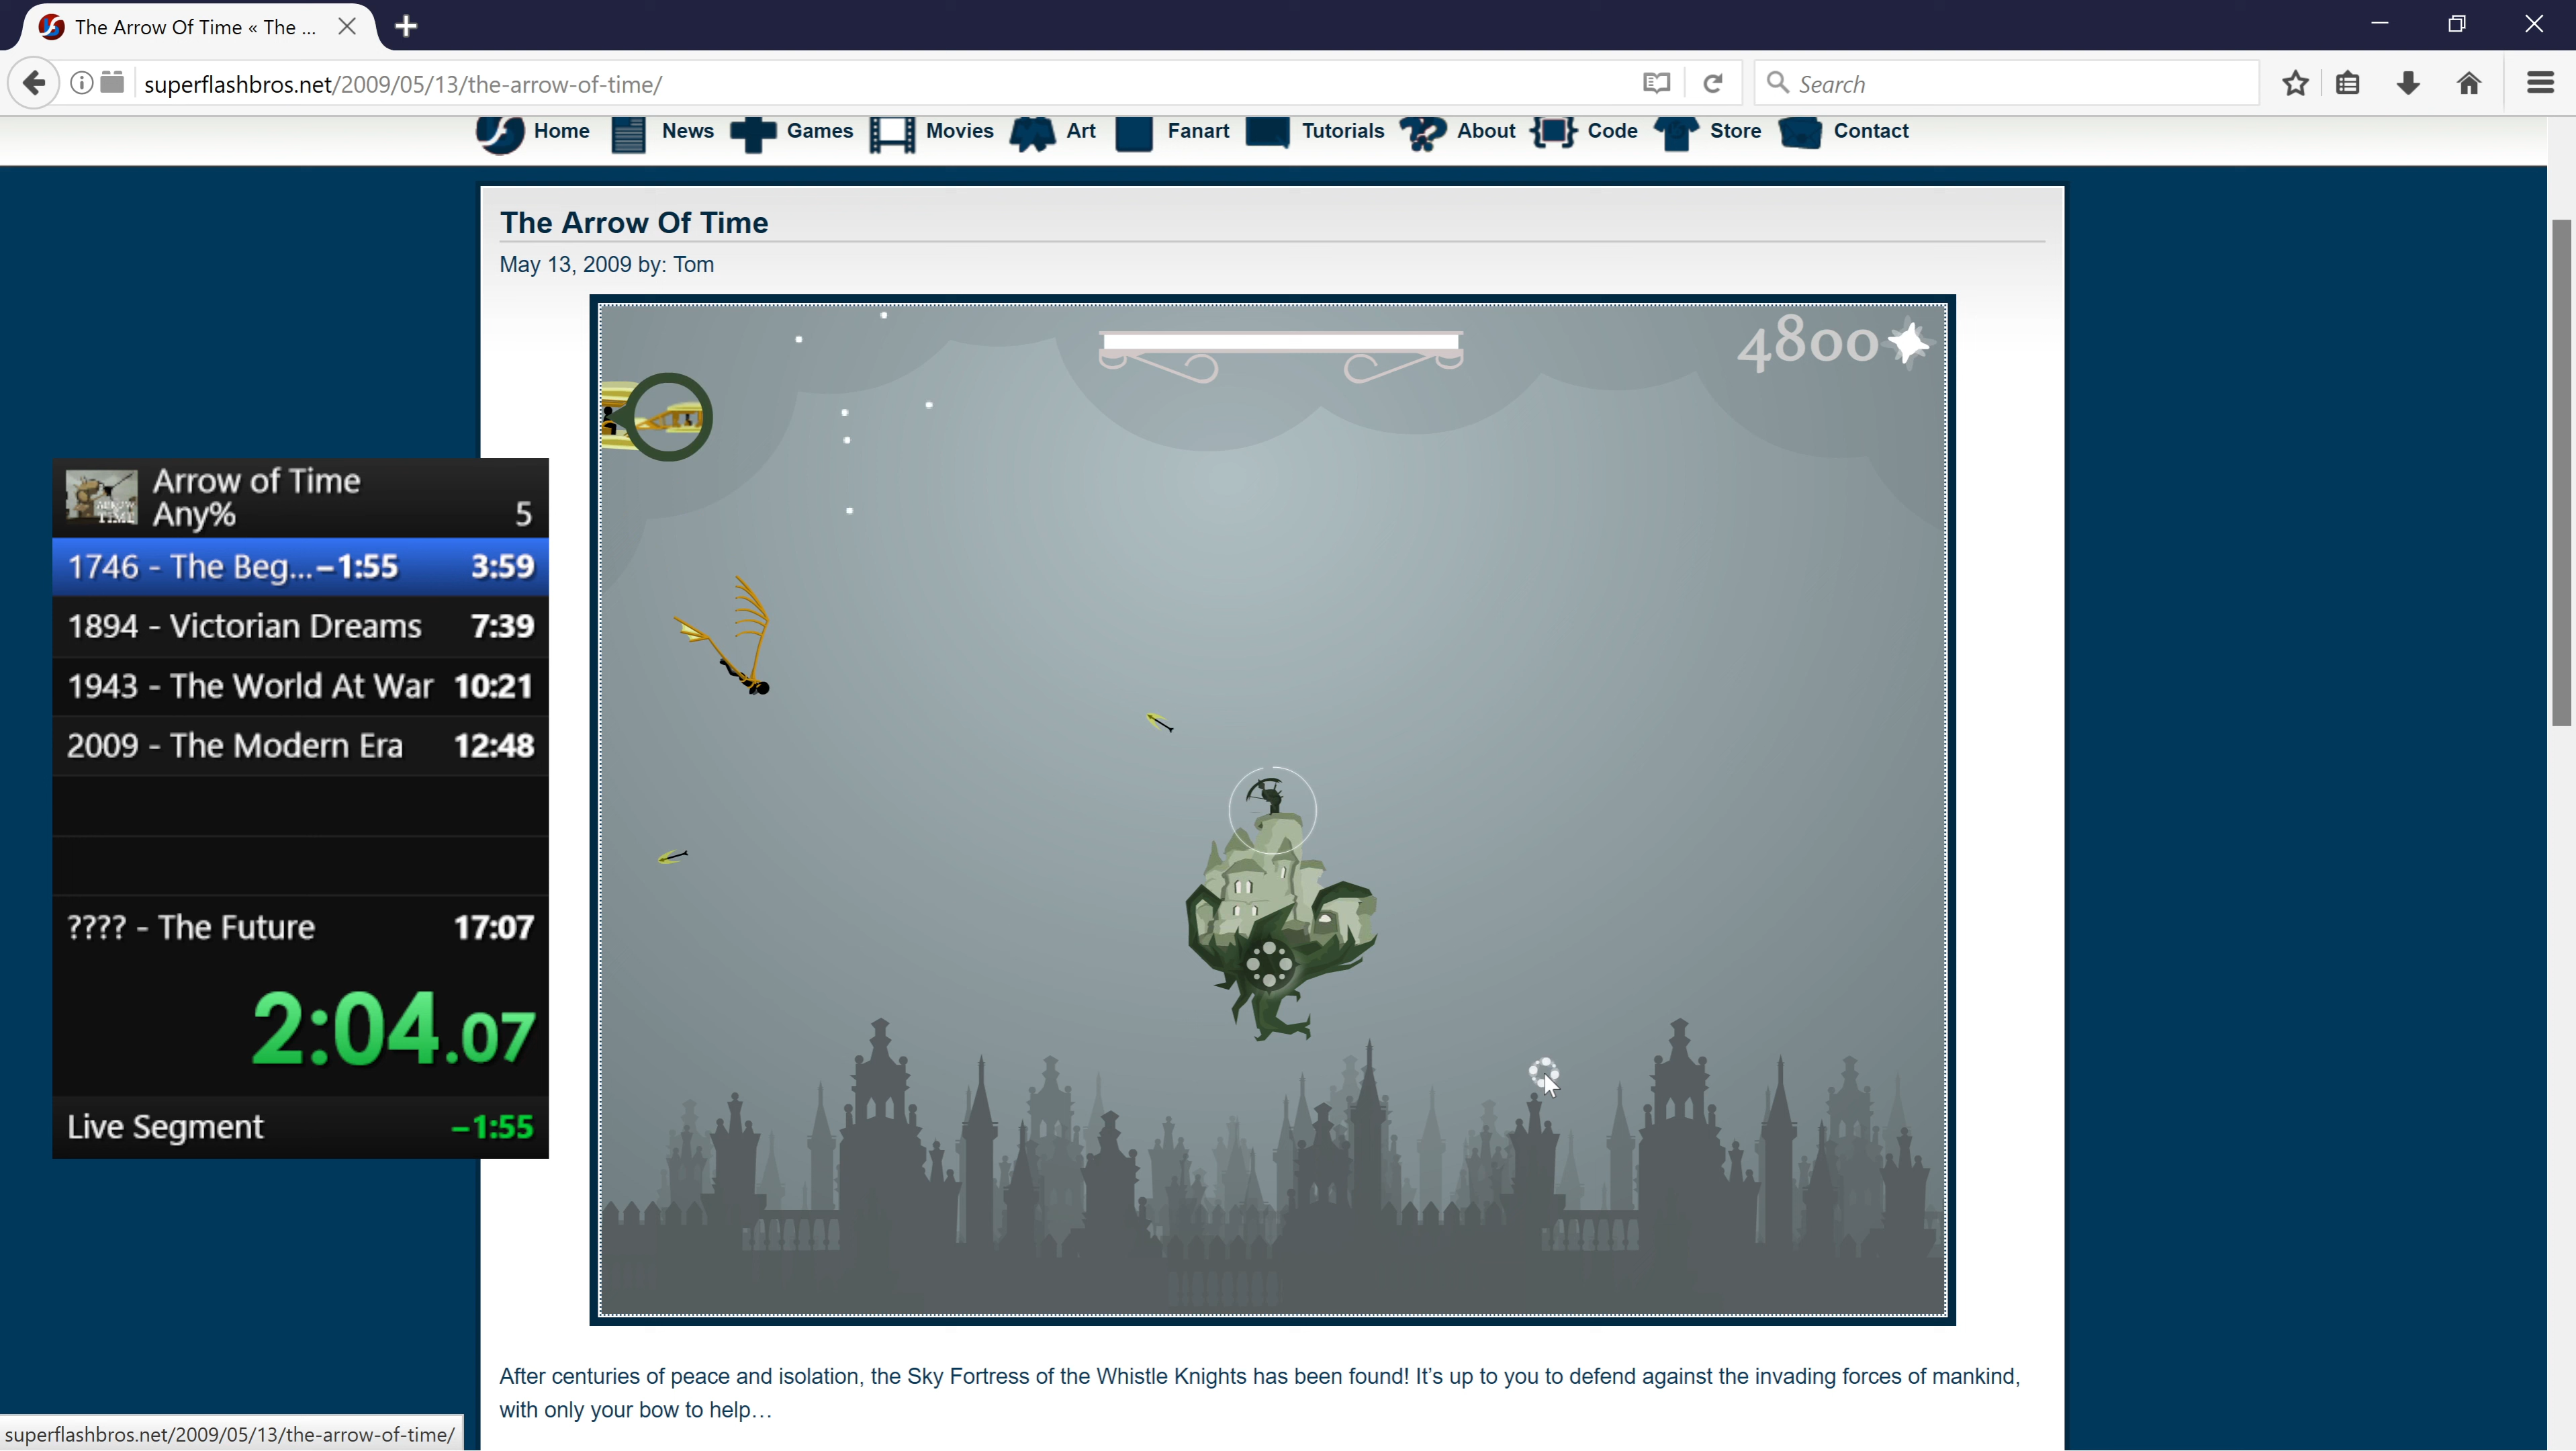 The Arrow Of Time « The ...
superflashbros.net/2009/05/13/the-arrow-of-time/
Search
Home News Games Movies Art Fanart Tutorials About Code Store Contact
The Arrow Of Time
May 13, 2009 by: Tom
4800
Arrow of Time
Any% 5
1746 - The Beg... −1:55 3:59
1894 - Victorian Dreams 7:39
1943 - The World At War 10:21
2009 - The Modern Era 12:48
???? - The Future 17:07
2:04.07
Live Segment −1:55
After centuries of peace and isolation, the Sky Fortress of the Whistle Knights has been found! It’s up to you to defend against the invading forces of mankind,
with only your bow to help…
superflashbros.net/2009/05/13/the-arrow-of-time/